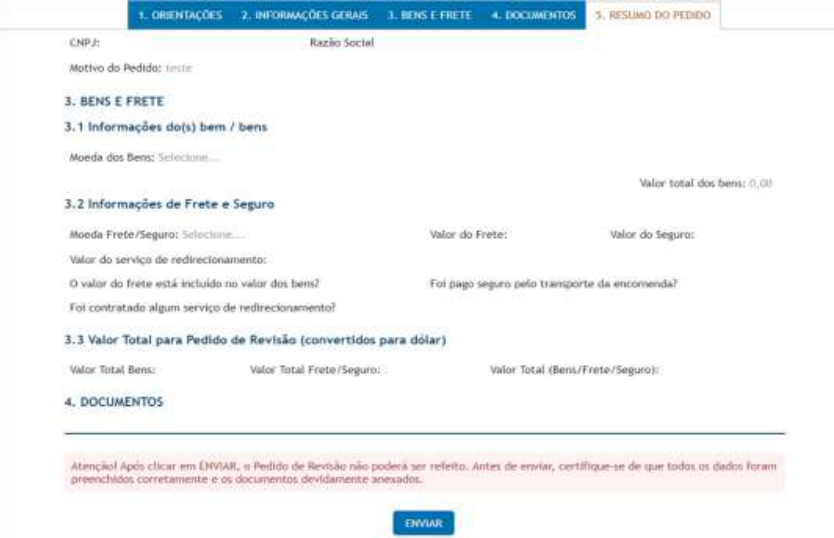 1. ORIENTAÇÕES 2. INFORMAÇÕES GERAIS 3. BENS E FRETE 4. DOCUMENTOS 5. RESUMO DO PEDIDO
CNPJ: Razão Social
Motivo do Pedido: teste
3. BENS E FRETE
3.1 Informações do(s) bem / bens
Moeda dos Bens: Selecione...
Valor total dos bens: 0,00
3.2 Informações de Frete e Seguro
Moeda Frete/Seguro: Selecione... Valor do Frete: Valor do Seguro:
Valor do serviço de redirecionamento:
O valor do frete está incluído no valor dos bens? Foi pago seguro pelo transporte da encomenda?
Foi contratado algum serviço de redirecionamento?
3.3 Valor Total para Pedido de Revisão (convertidos para dólar)
Valor Total Bens: Valor Total Frete/Seguro: Valor Total (Bens/Frete/Seguro):
4. DOCUMENTOS
Atenção! Após clicar em ENVIAR, o Pedido de Revisão não poderá ser refeito. Antes de enviar, certifique-se de que todos os dados foram
preenchidos corretamente e os documentos devidamente anexados.
ENVIAR